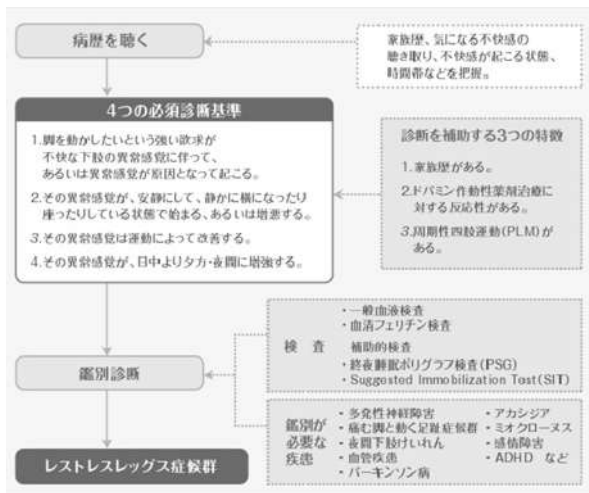 病歴を聴く
家族歴、気になる不快感の
聴き取り、不快感が起こる状態、
時間帯などを把握。
4つの必須診断基準
1.脚を動かしたいという強い欲求が
不快な下肢の異常感覚に伴って、
あるいは異常感覚が原因となって起こる。
2.その異常感覚が、安静にして、静かに横になったり
座ったりしている状態で始まる、あるいは増悪する。
3.その異常感覚は運動によって改善する。
4.その異常感覚が、日中より夕方・夜間に増強する。
診断を補助する3つの特徴
1.家族歴がある。
2.ドパミン作動性薬剤治療に
対する反応性がある。
3.周期性四肢運動(PLM)が
ある。
鑑別診断
検 査
・一般血液検査
・血清フェリチン検査
補助的検査
・終夜睡眠ポリグラフ検査(PSG)
・Suggested Immobilization Test(SIT)
鑑別が
必要な
疾患
・多発性神経障害
・痛む脚と動く足趾症候群
・夜間下肢けいれん
・血管疾患
・パーキンソン病
・アカシジア
・ミオクローヌス
・感情障害
・ADHD など
レストレスレッグス症候群